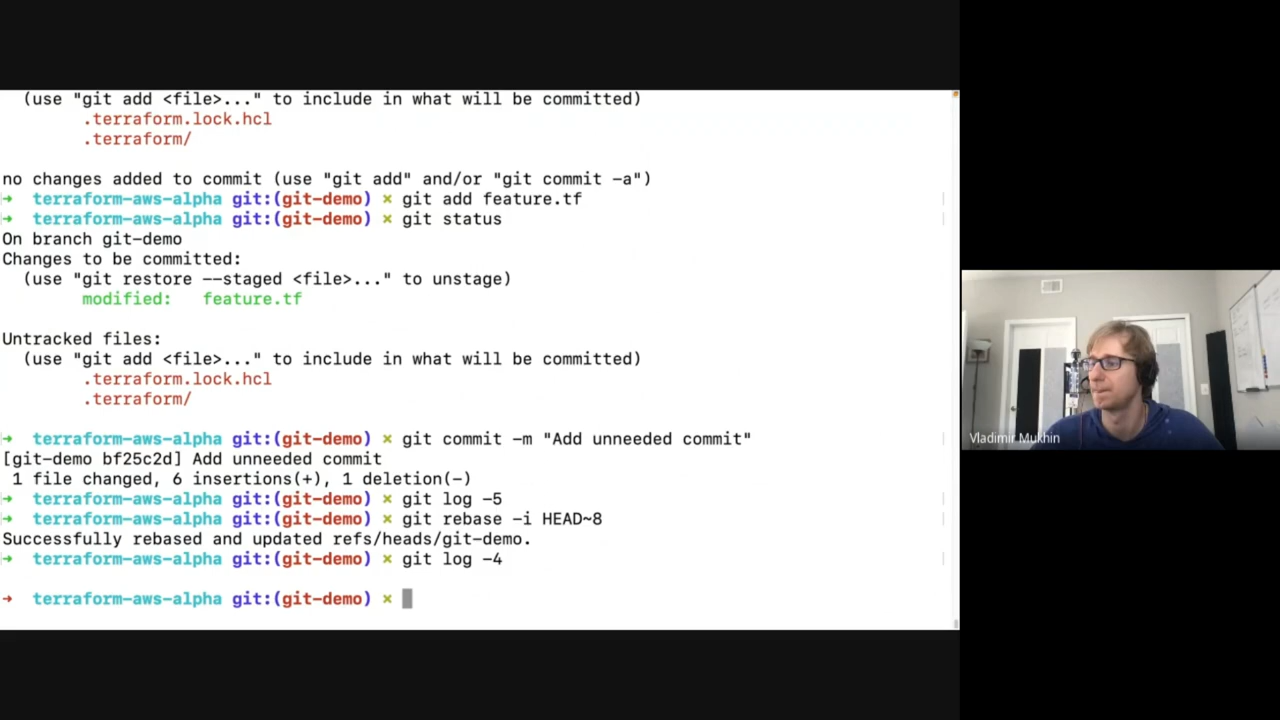 (use "git add <file>..." to include in what will be committed)
.terraform.lock.hcl
.terraform/
no changes added to commit (use "git add" and/or "git commit -a")
➜ terraform-aws-alpha git:(git-demo) × git add feature.tf
➜ terraform-aws-alpha git:(git-demo) × git status
On branch git-demo
Changes to be committed:
(use "git restore --staged <file>..." to unstage)
modified: feature.tf
Untracked files:
(use "git add <file>..." to include in what will be committed)
.terraform.lock.hcl
.terraform/
➜ terraform-aws-alpha git:(git-demo) × git commit -m "Add unneeded commit"
[git-demo bf25c2d] Add unneeded commit
1 file changed, 6 insertions(+), 1 deletion(-)
➜ terraform-aws-alpha git:(git-demo) × git log -5
➜ terraform-aws-alpha git:(git-demo) × git rebase -i HEAD~8
Successfully rebased and updated refs/heads/git-demo.
➜ terraform-aws-alpha git:(git-demo) × git log -4
➜ terraform-aws-alpha git:(git-demo) ×
Vladimir Mukhin